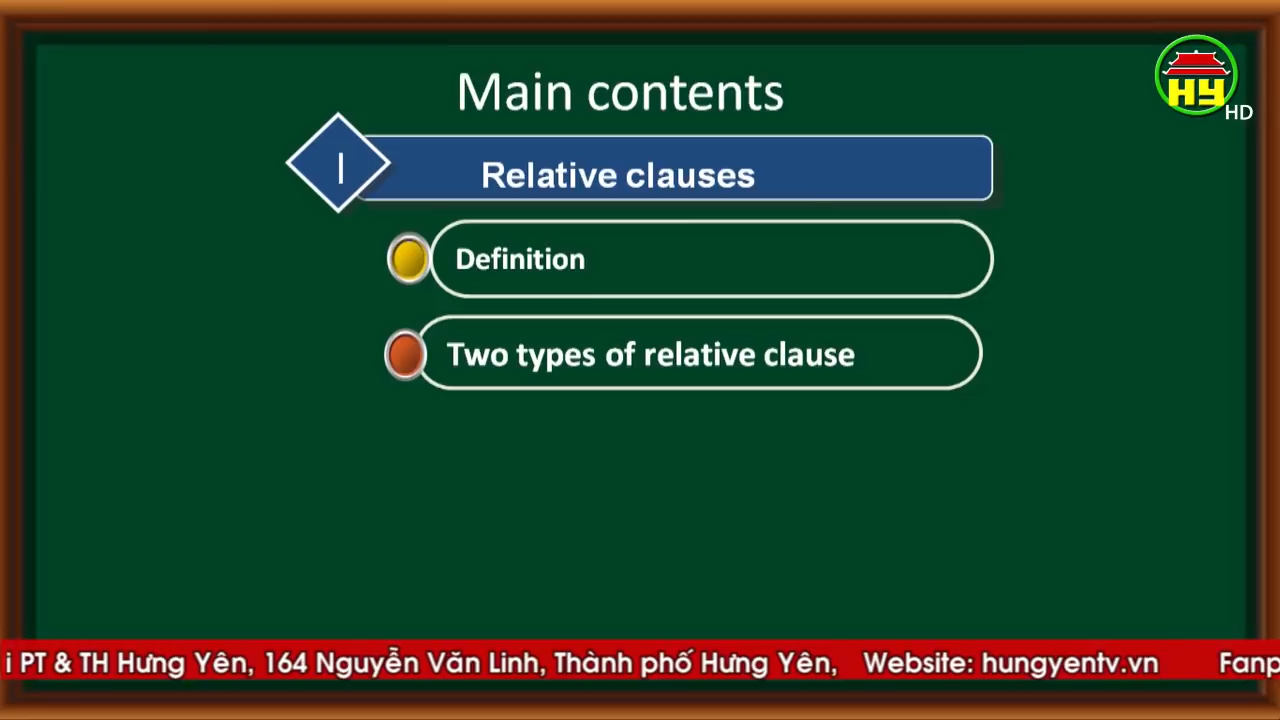 Main contents
HY
HD
I
Relative clauses
Definition
Two types of relative clause
i PT & TH Hưng Yên, 164 Nguyễn Văn Linh, Thành phố Hưng Yên, Website: hungyentv.vn Fanp